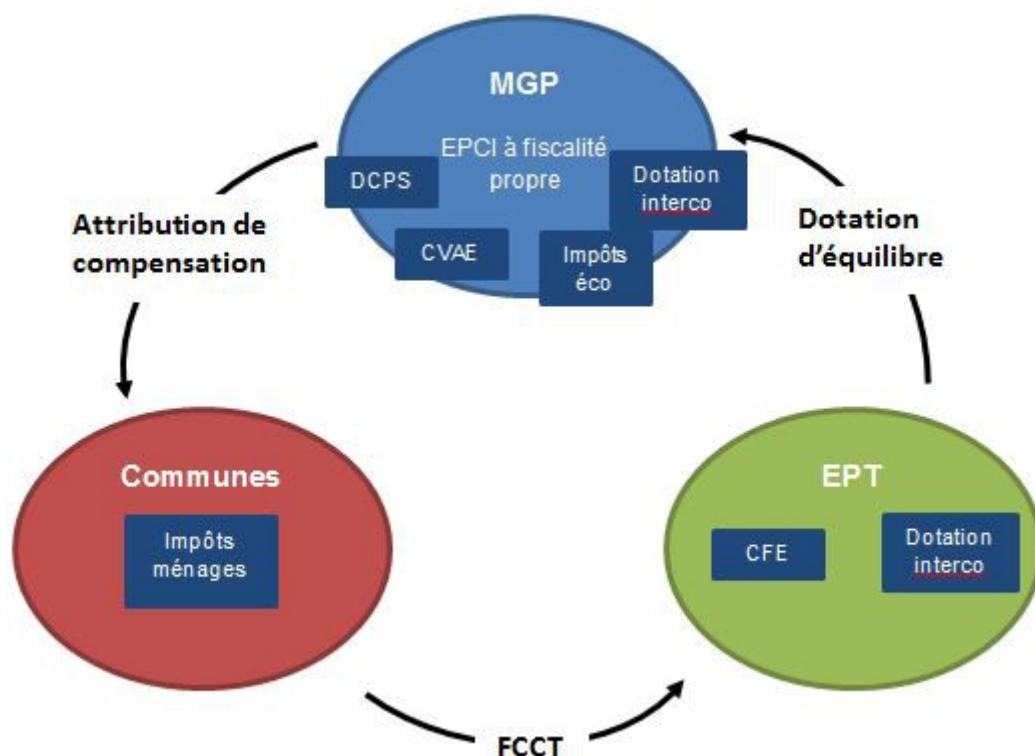 MGP
EPCI à fiscalité
propre
DCPS
Dotation
interco
CVAE
Impôts
éco
Attribution de
compensation
Dotation
d'équilibre
Communes
Impôts
ménages
EPT
CFE
Dotation
interco
FCCT